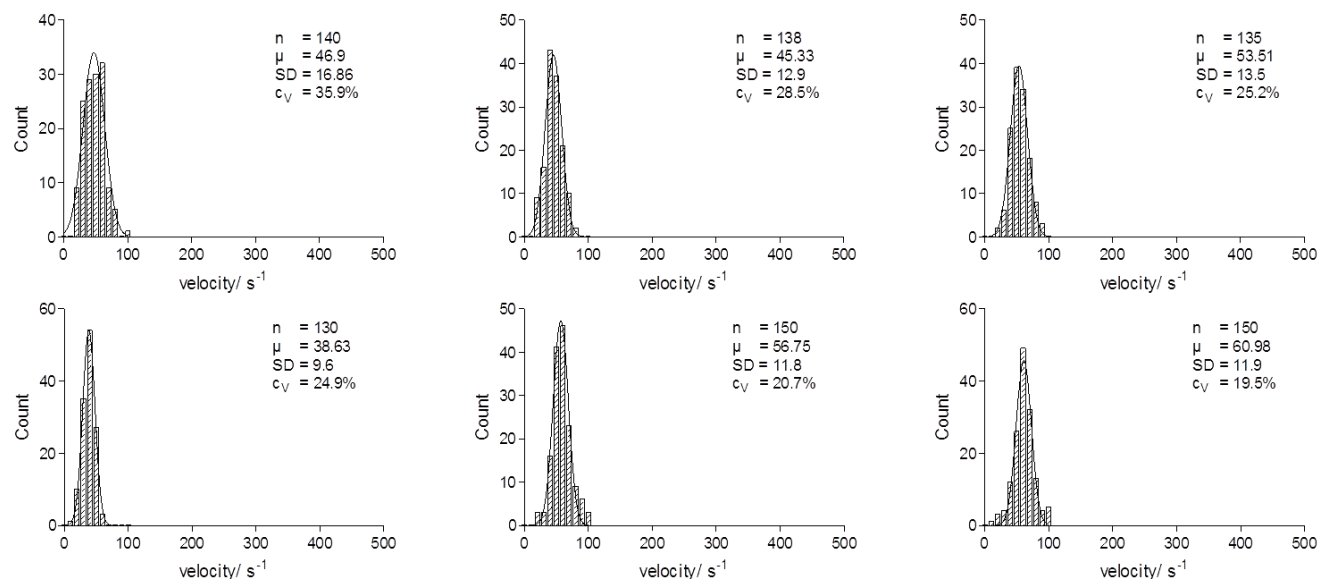 40
30
20
10
0
Count
0 100 200 300 400 500
velocity/ s⁻¹
n = 140
µ = 46.9
SD = 16.86
cV = 35.9%
50
40
30
20
10
0
Count
0 100 200 300 400 500
velocity/ s⁻¹
n = 138
µ = 45.33
SD = 12.9
cV = 28.5%
50
40
30
20
10
0
Count
0 100 200 300 400 500
velocity/ s⁻¹
n = 135
µ = 53.51
SD = 13.5
cV = 25.2%
60
40
20
0
Count
0 100 200 300 400 500
velocity/ s⁻¹
n = 130
µ = 38.63
SD = 9.6
cV = 24.9%
50
40
30
20
10
0
Count
0 100 200 300 400 500
velocity/ s⁻¹
n = 150
µ = 56.75
SD = 11.8
cV = 20.7%
60
40
20
0
Count
0 100 200 300 400 500
velocity/ s⁻¹
n = 150
µ = 60.98
SD = 11.9
cV = 19.5%